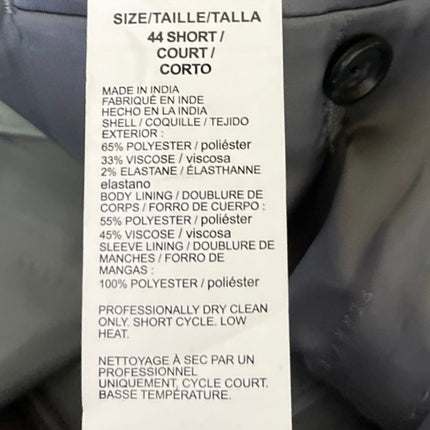 SIZE/TAILLE/TALLA
44 SHORT /
COURT /
CORTO
MADE IN INDIA
FABRIQUÉ EN INDE
HECHO EN LA INDIA
SHELL / COQUILLE / TEJIDO
EXTERIOR :
65% POLYESTER / poliéster
33% VISCOSE / viscosa
2% ELASTANE / ÉLASTHANNE
elastano
BODY LINING / DOUBLURE DE
CORPS / FORRO DE CUERPO :
55% POLYESTER / poliéster
45% VISCOSE / viscosa
SLEEVE LINING / DOUBLURE DE
MANCHES / FORRO DE
MANGAS :
100% POLYESTER / poliéster
PROFESSIONALLY DRY CLEAN
ONLY. SHORT CYCLE. LOW
HEAT.
NETTOYAGE À SEC PAR UN
PROFESSIONNEL
UNIQUEMENT. CYCLE COURT.
BASSE TEMPÉRATURE.